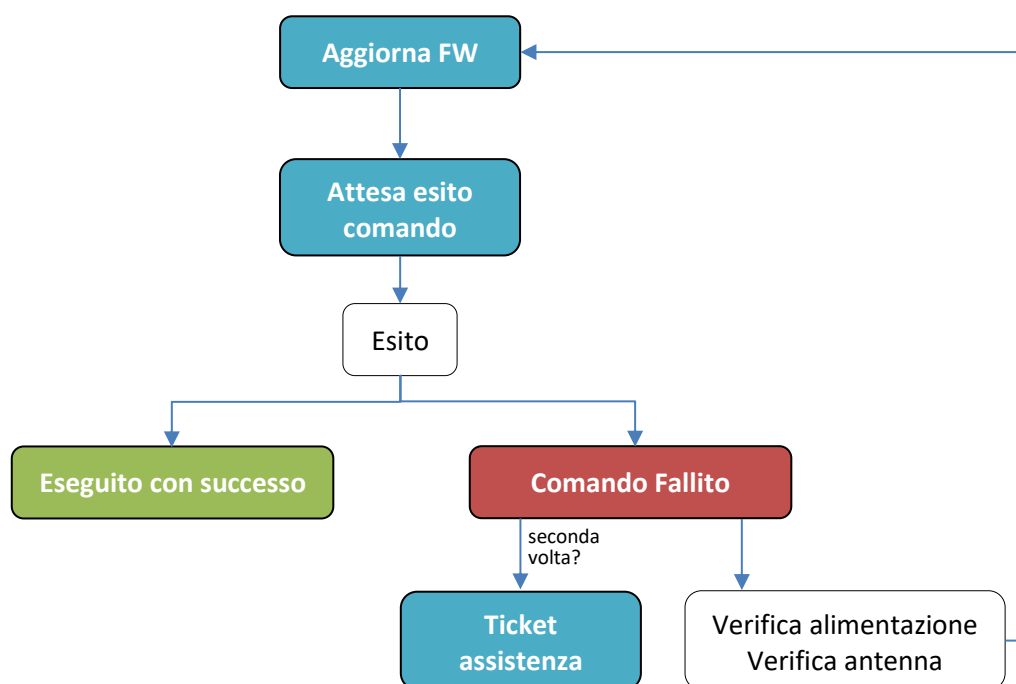 Aggiorna FW
Attesa esito
comando
Esito
Eseguito con successo
Comando Fallito
seconda
volta?
Ticket
assistenza
Verifica alimentazione
Verifica antenna